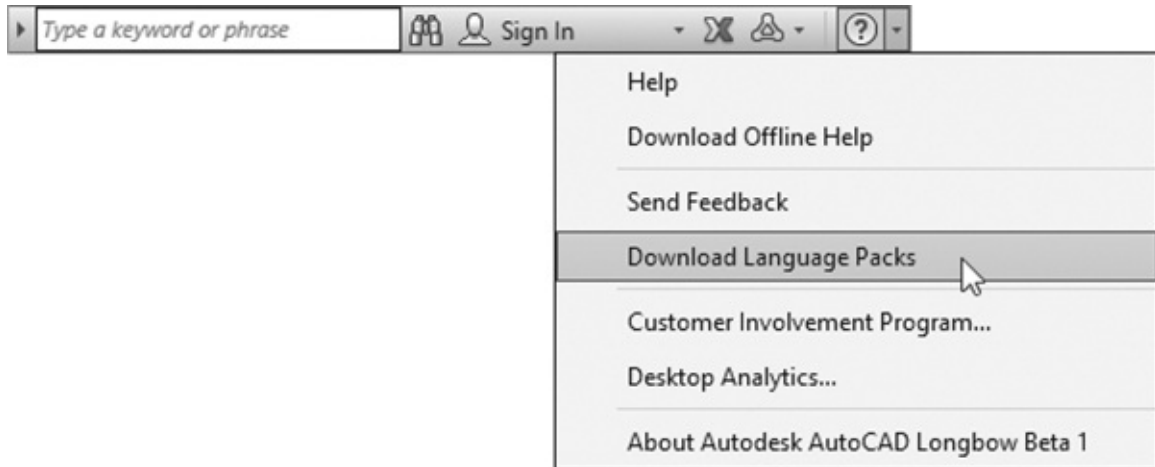 Type a keyword or phrase
Sign In
?
Help
Download Offline Help
Send Feedback
Download Language Packs
Customer Involvement Program...
Desktop Analytics...
About Autodesk AutoCAD Longbow Beta 1